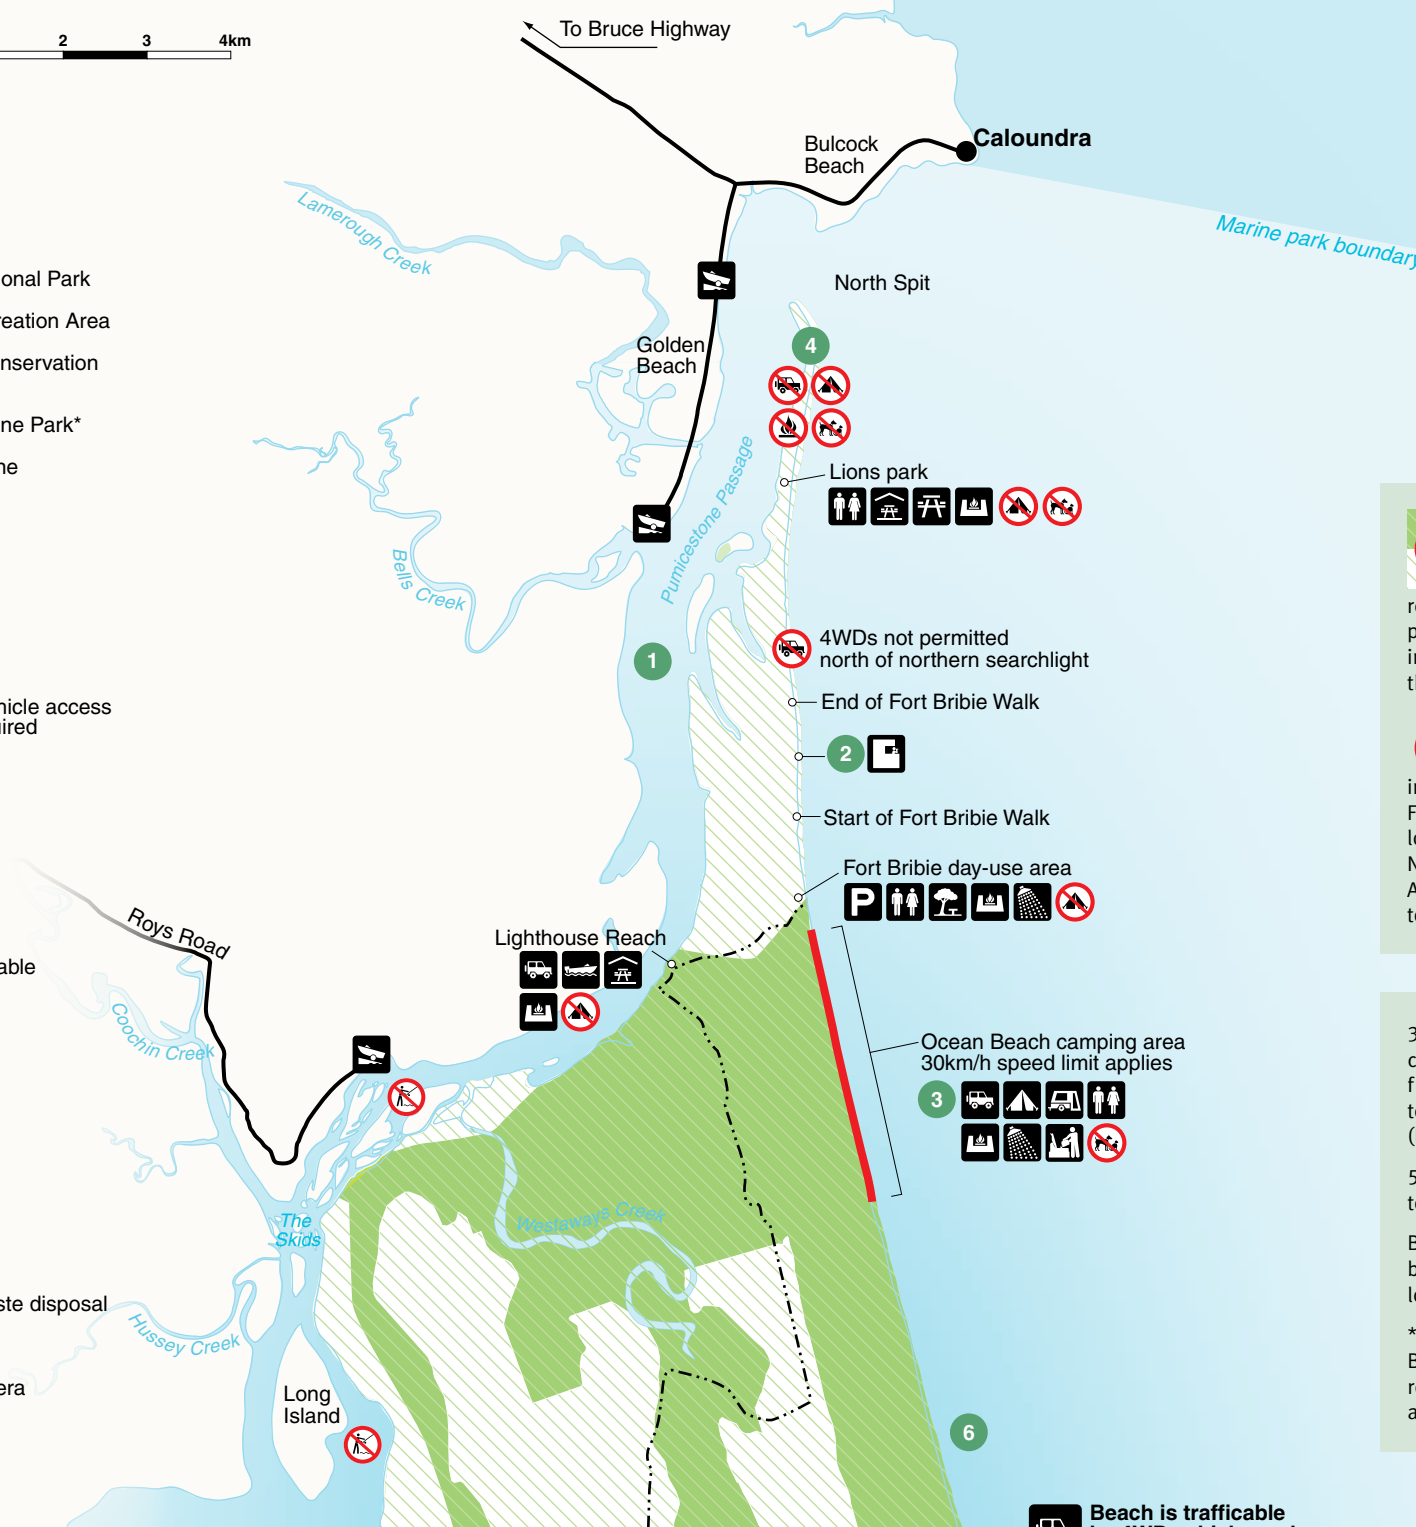 To Bruce Highway
2 3 4km
Caloundra
Bulcock
Beach
Marine park boundary
Lamerough Creek
onal Park
North Spit
reation Area
Golden
Beach
4
nservation
ne Park*
ne
Pumicestone Passage
Lions park
Bells Creek
4WDs not permitted
north of northern searchlight
1
End of Fort Bribie Walk
hicle access
uired
2
Start of Fort Bribie Walk
Fort Bribie day-use area
P
Roys Road
Lighthouse Reach
able
Coochin Creek
Ocean Beach camping area
30km/h speed limit applies
3
The
Skids
Westaways Creek
ste disposal
Hussey Creek
era
Long
Island
6
Beach is trafficable